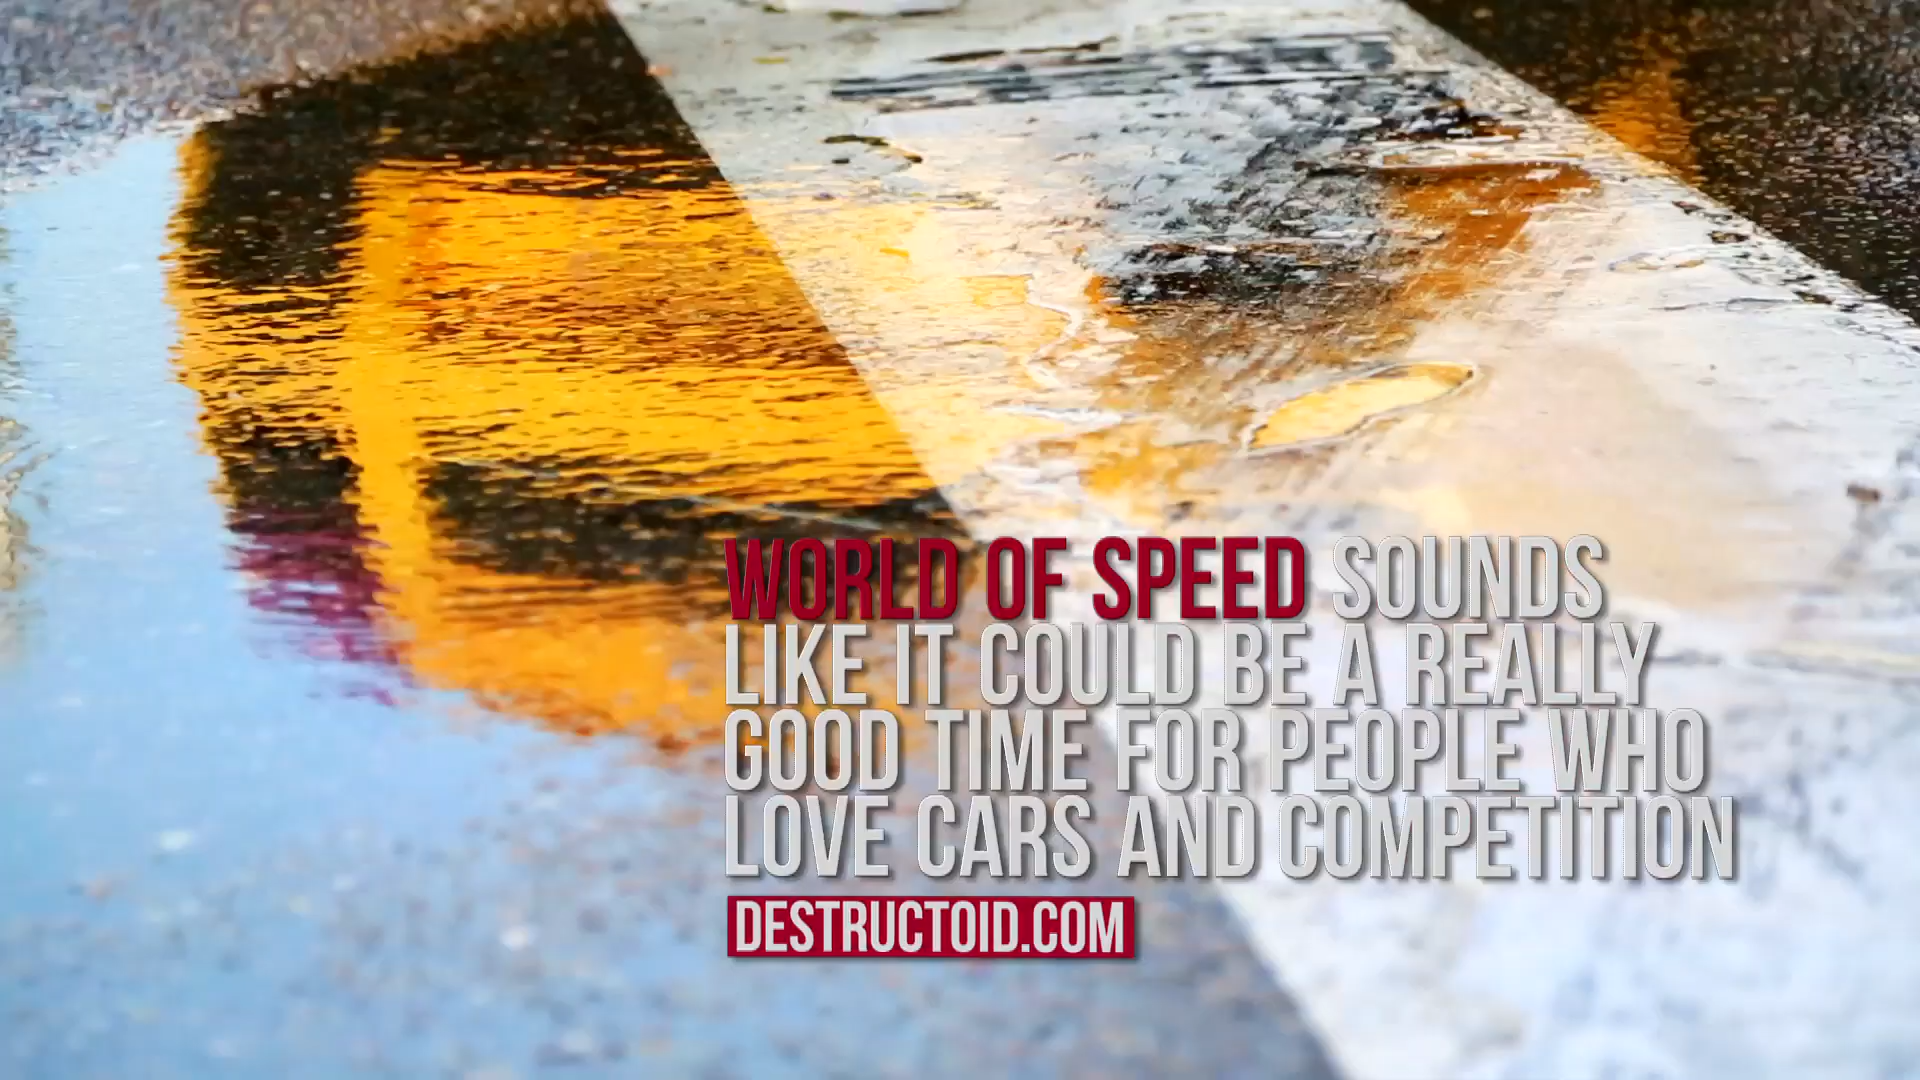 WORLD OF SPEED SOUNDS
LIKE IT COULD BE A REALLY
GOOD TIME FOR PEOPLE WHO
LOVE CARS AND COMPETITION
DESTRUCTOID.COM